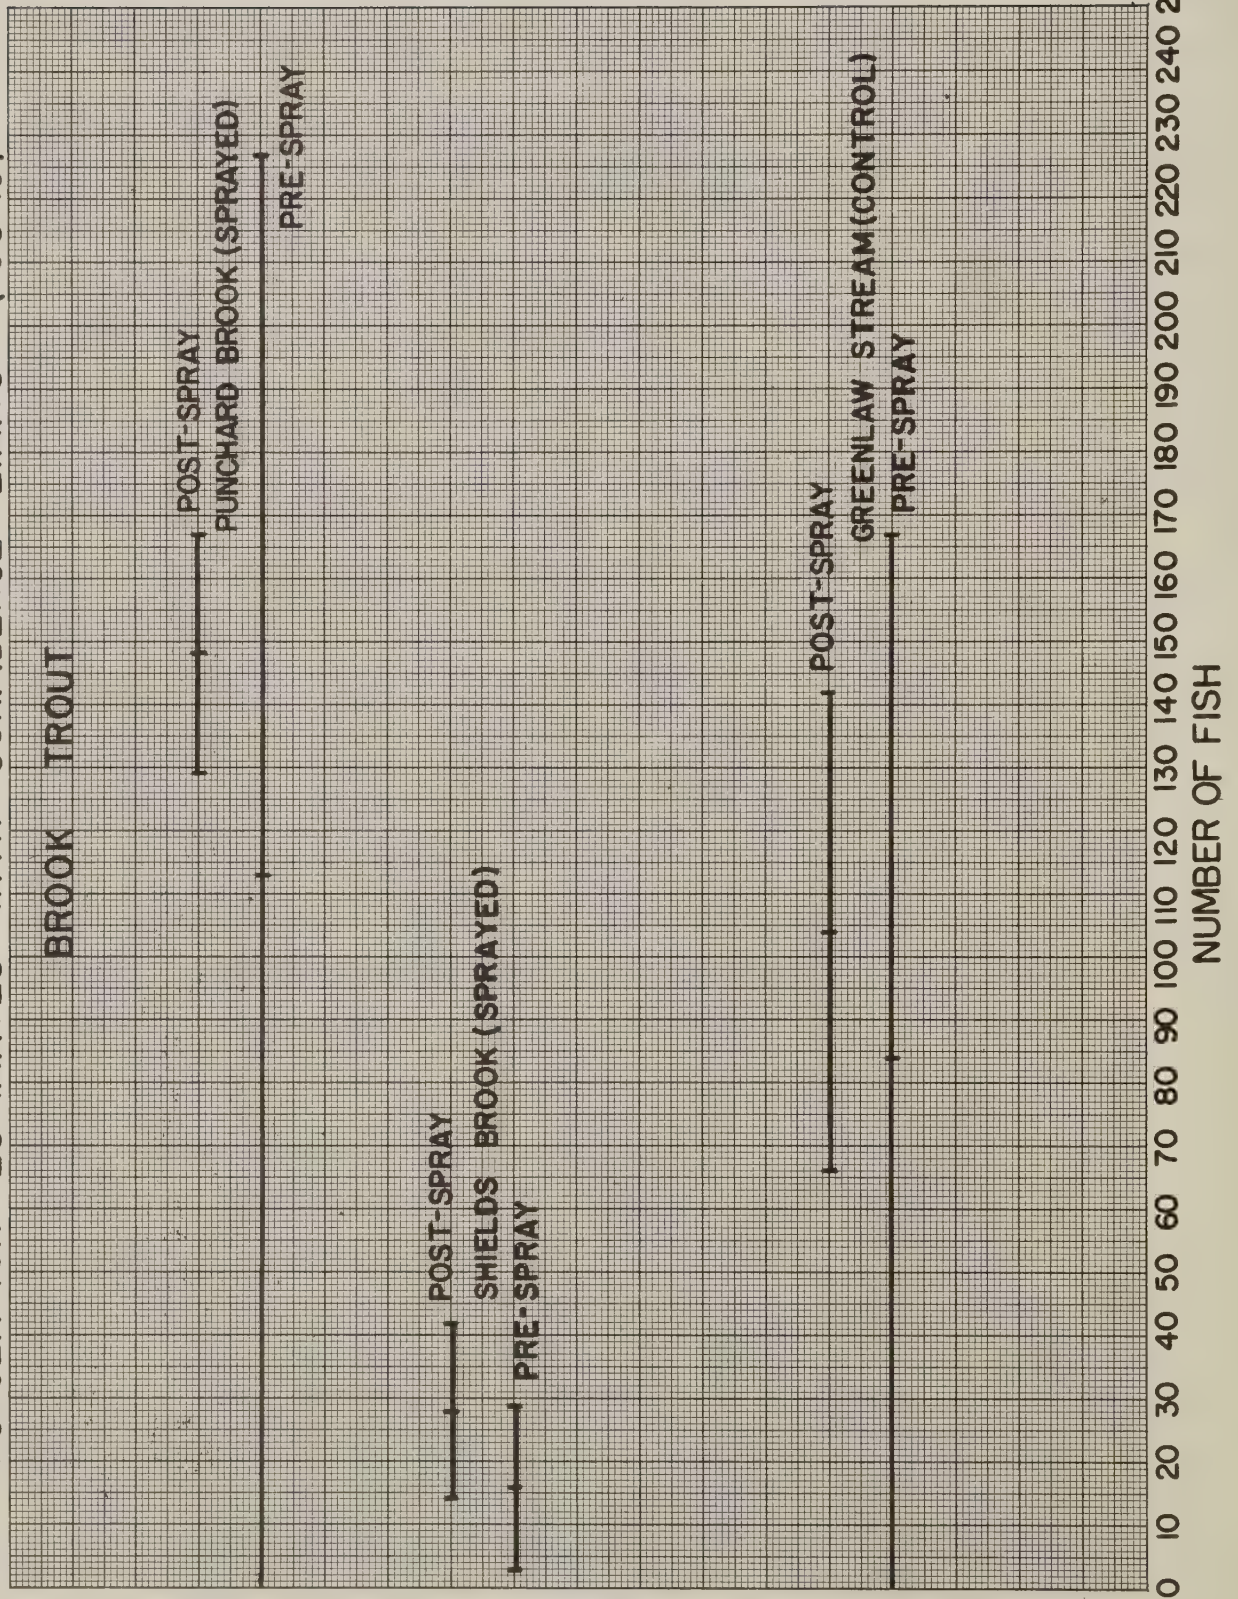 BROOK TROUT
POST-SPRAY
PUNCHARD BROOK (SPRAYED)
PRE-SPRAY
POST-SPRAY
SHIELDS BROOK (SPRAYED)
PRE-SPRAY
POST-SPRAY
GREENLAW STREAM (CONTROL)
PRE-SPRAY
0 10 20 30 40 50 60 70 80 90 100 110 120 130 140 150 160 170 180 190 200 210 220 230 240
NUMBER OF FISH